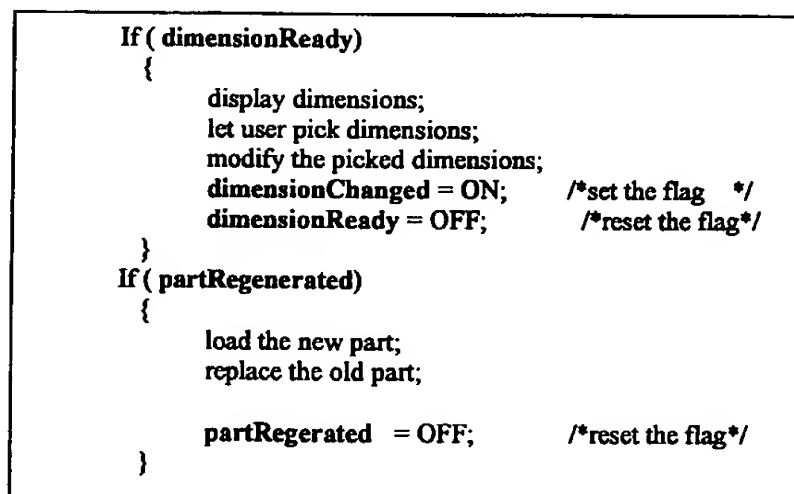 If ( dimensionReady)
{
display dimensions;
let user pick dimensions;
modify the picked dimensions;
dimensionChanged = ON; /*set the flag */
dimensionReady = OFF; /*reset the flag*/
}
If ( partRegenerated)
{
load the new part;
replace the old part;
partRegerated = OFF; /*reset the flag*/
}